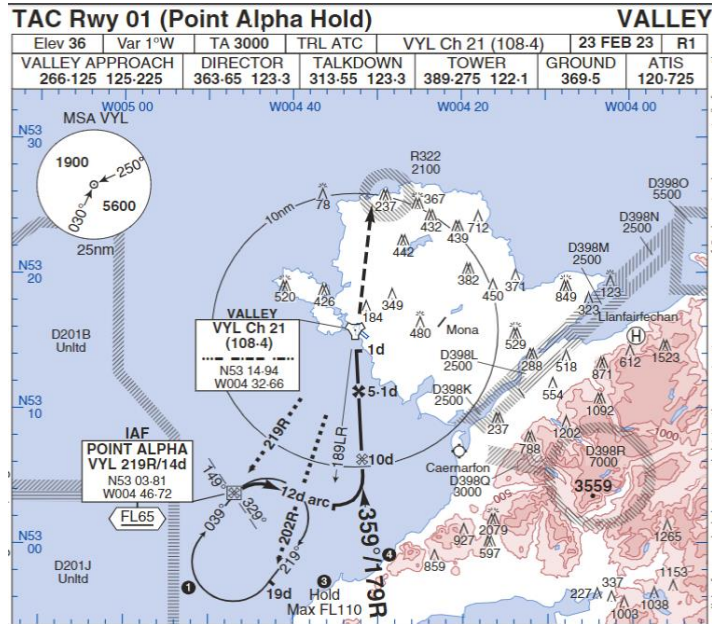 TAC Rwy 01 (Point Alpha Hold) VALLEY
Elev 36 Var 1°W TA 3000 TRL ATC VYL Ch 21 (108·4) 23 FEB 23 R1
VALLEY APPROACH DIRECTOR TALKDOWN TOWER GROUND ATIS
266·125 125·225 363·65 123·3 313·55 123·3 389·275 122·1 369·5 120·725
W005 00 W004 40 W004 20 W004 00
MSA VYL
N53
30
1900
250°
5600
030°
25nm
R322
2100
10nm
78
237
367
432
439
712
442
D398O
5500
D398N
2500
D398M
2500
N53
20
520
426
382
450
371
849
323
123
Llanfairfechan
184
349
480
Mona
529
H
612
1523
VALLEY
VYL Ch 21
(108·4)
N53 14·94
W004 32·66
D201B
Unltd
1d
5·1d
10d
189LR
D398L
2500
288
518
871
554
1092
D398K
2500
237
N53
10
1202
1000
788
D398R
7000
3559
Caernarfon
D398Q
3000
600
IAF
POINT ALPHA
VYL 219R/14d
N53 03·81
W004 46·72
FL65
219R
149°
329°
12d arc
039°
202R
219°
19d
359°/179R
N53
00
D201J
Unltd
1
3
Hold
Max FL110
4
2079
927
597
859
1265
1153
337
227
1003
1038